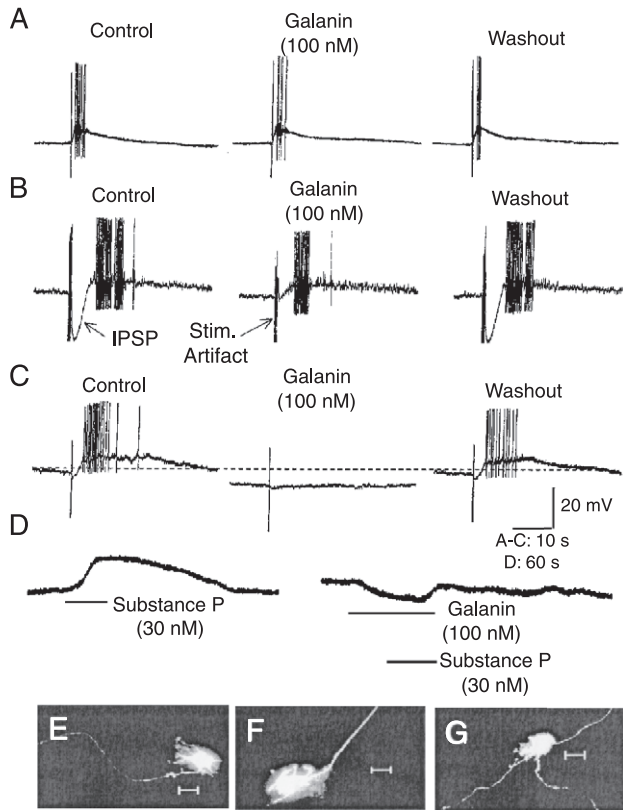 A
Control
Galanin
(100 nM)
Washout
B
Control
Galanin
(100 nM)
Washout
IPSP
Stim.
Artifact
C
Control
Galanin
(100 nM)
Washout
20 mV
A-C: 10 s
D: 60 s
D
Substance P
(30 nM)
Galanin
(100 nM)
Substance P
(30 nM)
E
F
G